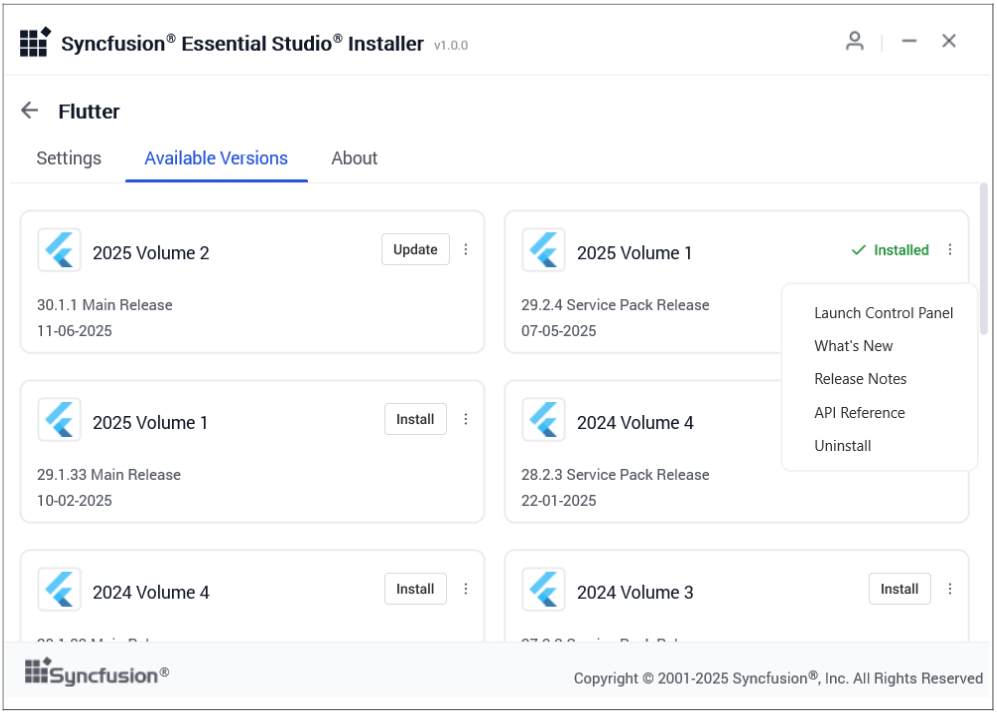 Syncfusion® Essential Studio® Installer v1.0.0
Flutter
Settings Available Versions About
2025 Volume 2 Update
30.1.1 Main Release
11-06-2025
2025 Volume 1 Installed
29.2.4 Service Pack Release
07-05-2025
Launch Control Panel
What's New
Release Notes
API Reference
Uninstall
2025 Volume 1 Install
29.1.33 Main Release
10-02-2025
2024 Volume 4
28.2.3 Service Pack Release
22-01-2025
2024 Volume 4 Install
2024 Volume 3 Install
Syncfusion®
Copyright © 2001-2025 Syncfusion®, Inc. All Rights Reserved